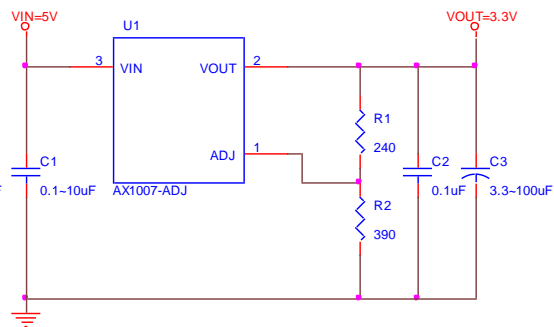 VIN=5V
VOUT=3.3V
U1
3
VIN
VOUT
2
ADJ
1
AX1007-ADJ
R1
240
R2
390
C1
0.1~10uF
C2
0.1uF
C3
3.3~100uF